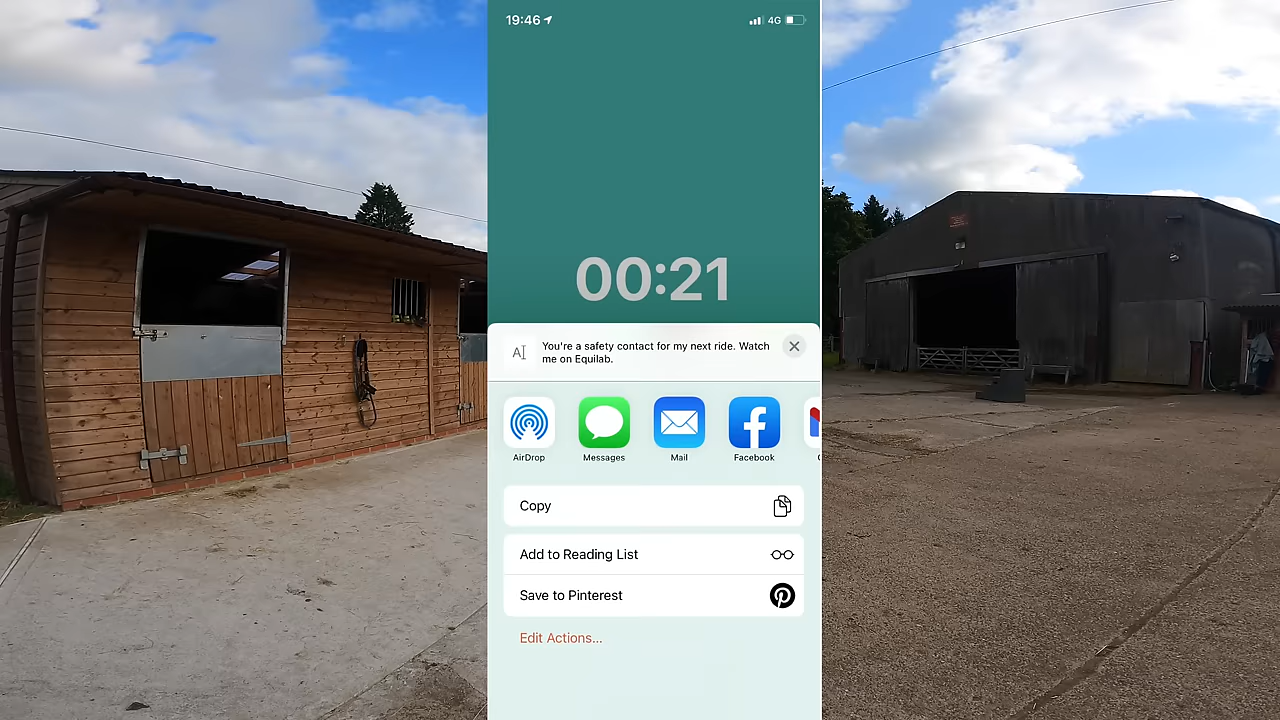 19:46
4G
00:21
You're a safety contact for my next ride. Watch
me on Equilab.
AirDrop
Messages
Mail
Facebook
Copy
Add to Reading List
Save to Pinterest
Edit Actions...